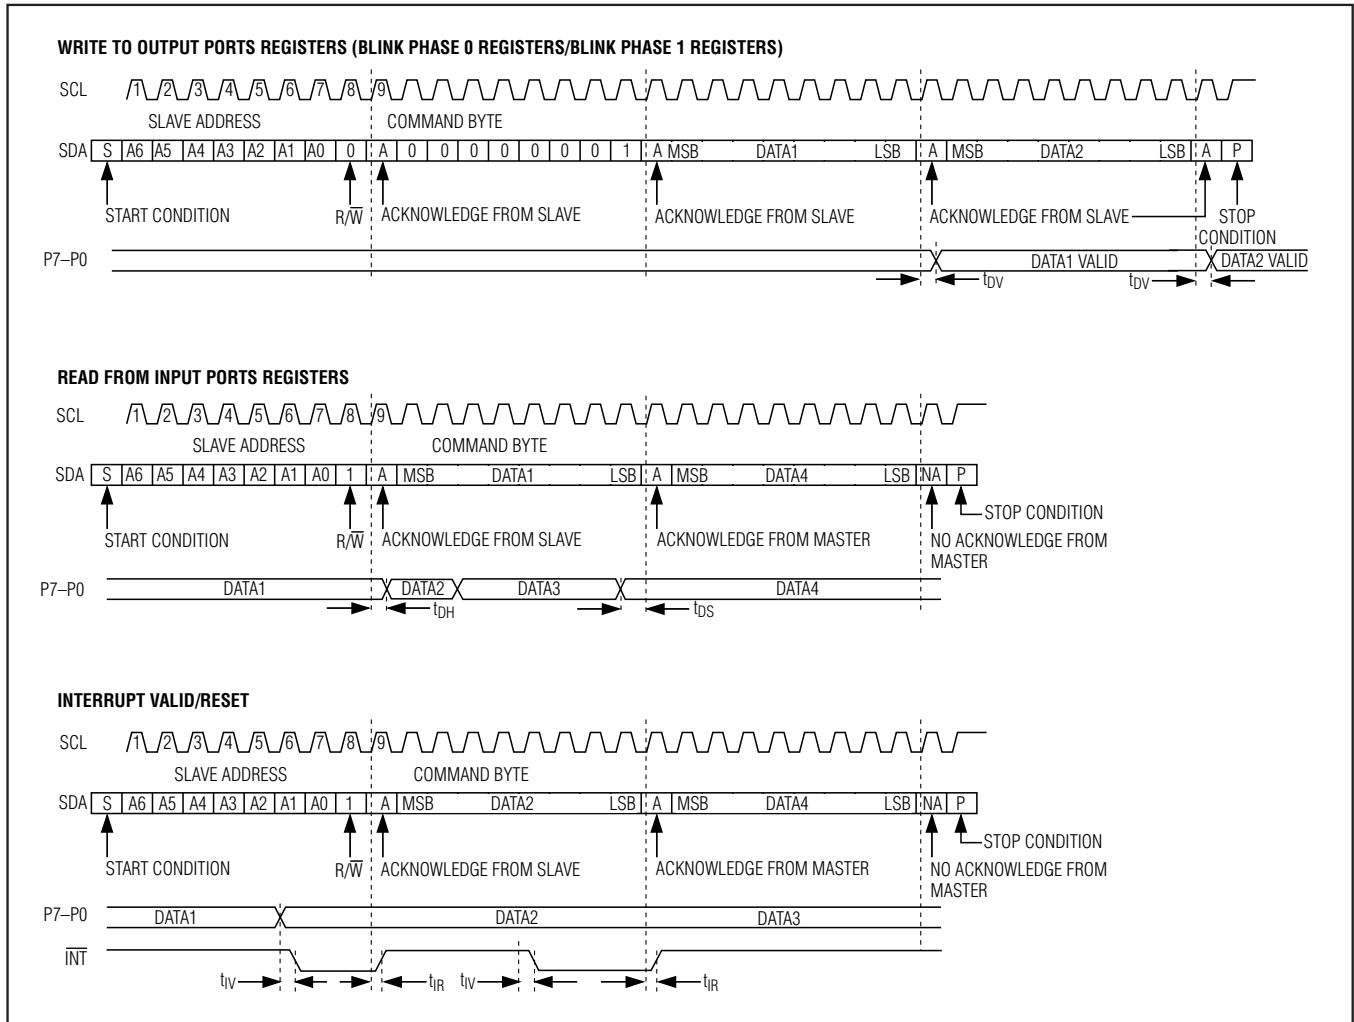 WRITE TO OUTPUT PORTS REGISTERS (BLINK PHASE 0 REGISTERS/BLINK PHASE 1 REGISTERS)
SCL 1 2 3 4 5 6 7 8 9
SLAVE ADDRESS COMMAND BYTE
SDA S A6 A5 A4 A3 A2 A1 A0 0 A 0 0 0 0 0 0 0 1 A MSB DATA1 LSB A MSB DATA2 LSB A P
START CONDITION R/W̅ ACKNOWLEDGE FROM SLAVE ACKNOWLEDGE FROM SLAVE ACKNOWLEDGE FROM SLAVE STOP
CONDITION
P7–P0 DATA1 VALID DATA2 VALID
tDV tDV
READ FROM INPUT PORTS REGISTERS
SCL 1 2 3 4 5 6 7 8 9
SLAVE ADDRESS COMMAND BYTE
SDA S A6 A5 A4 A3 A2 A1 A0 1 A MSB DATA1 LSB A MSB DATA4 LSB NA P
STOP CONDITION
START CONDITION R/W̅ ACKNOWLEDGE FROM SLAVE ACKNOWLEDGE FROM MASTER NO ACKNOWLEDGE FROM
MASTER
P7–P0 DATA1 DATA2 DATA3 DATA4
tDH tDS
INTERRUPT VALID/RESET
SCL 1 2 3 4 5 6 7 8 9
SLAVE ADDRESS COMMAND BYTE
SDA S A6 A5 A4 A3 A2 A1 A0 1 A MSB DATA2 LSB A MSB DATA4 LSB NA P
STOP CONDITION
START CONDITION R/W̅ ACKNOWLEDGE FROM SLAVE ACKNOWLEDGE FROM MASTER NO ACKNOWLEDGE FROM
MASTER
P7–P0 DATA1 DATA2 DATA3
I̅N̅T̅
tIV tIR tIV tIR